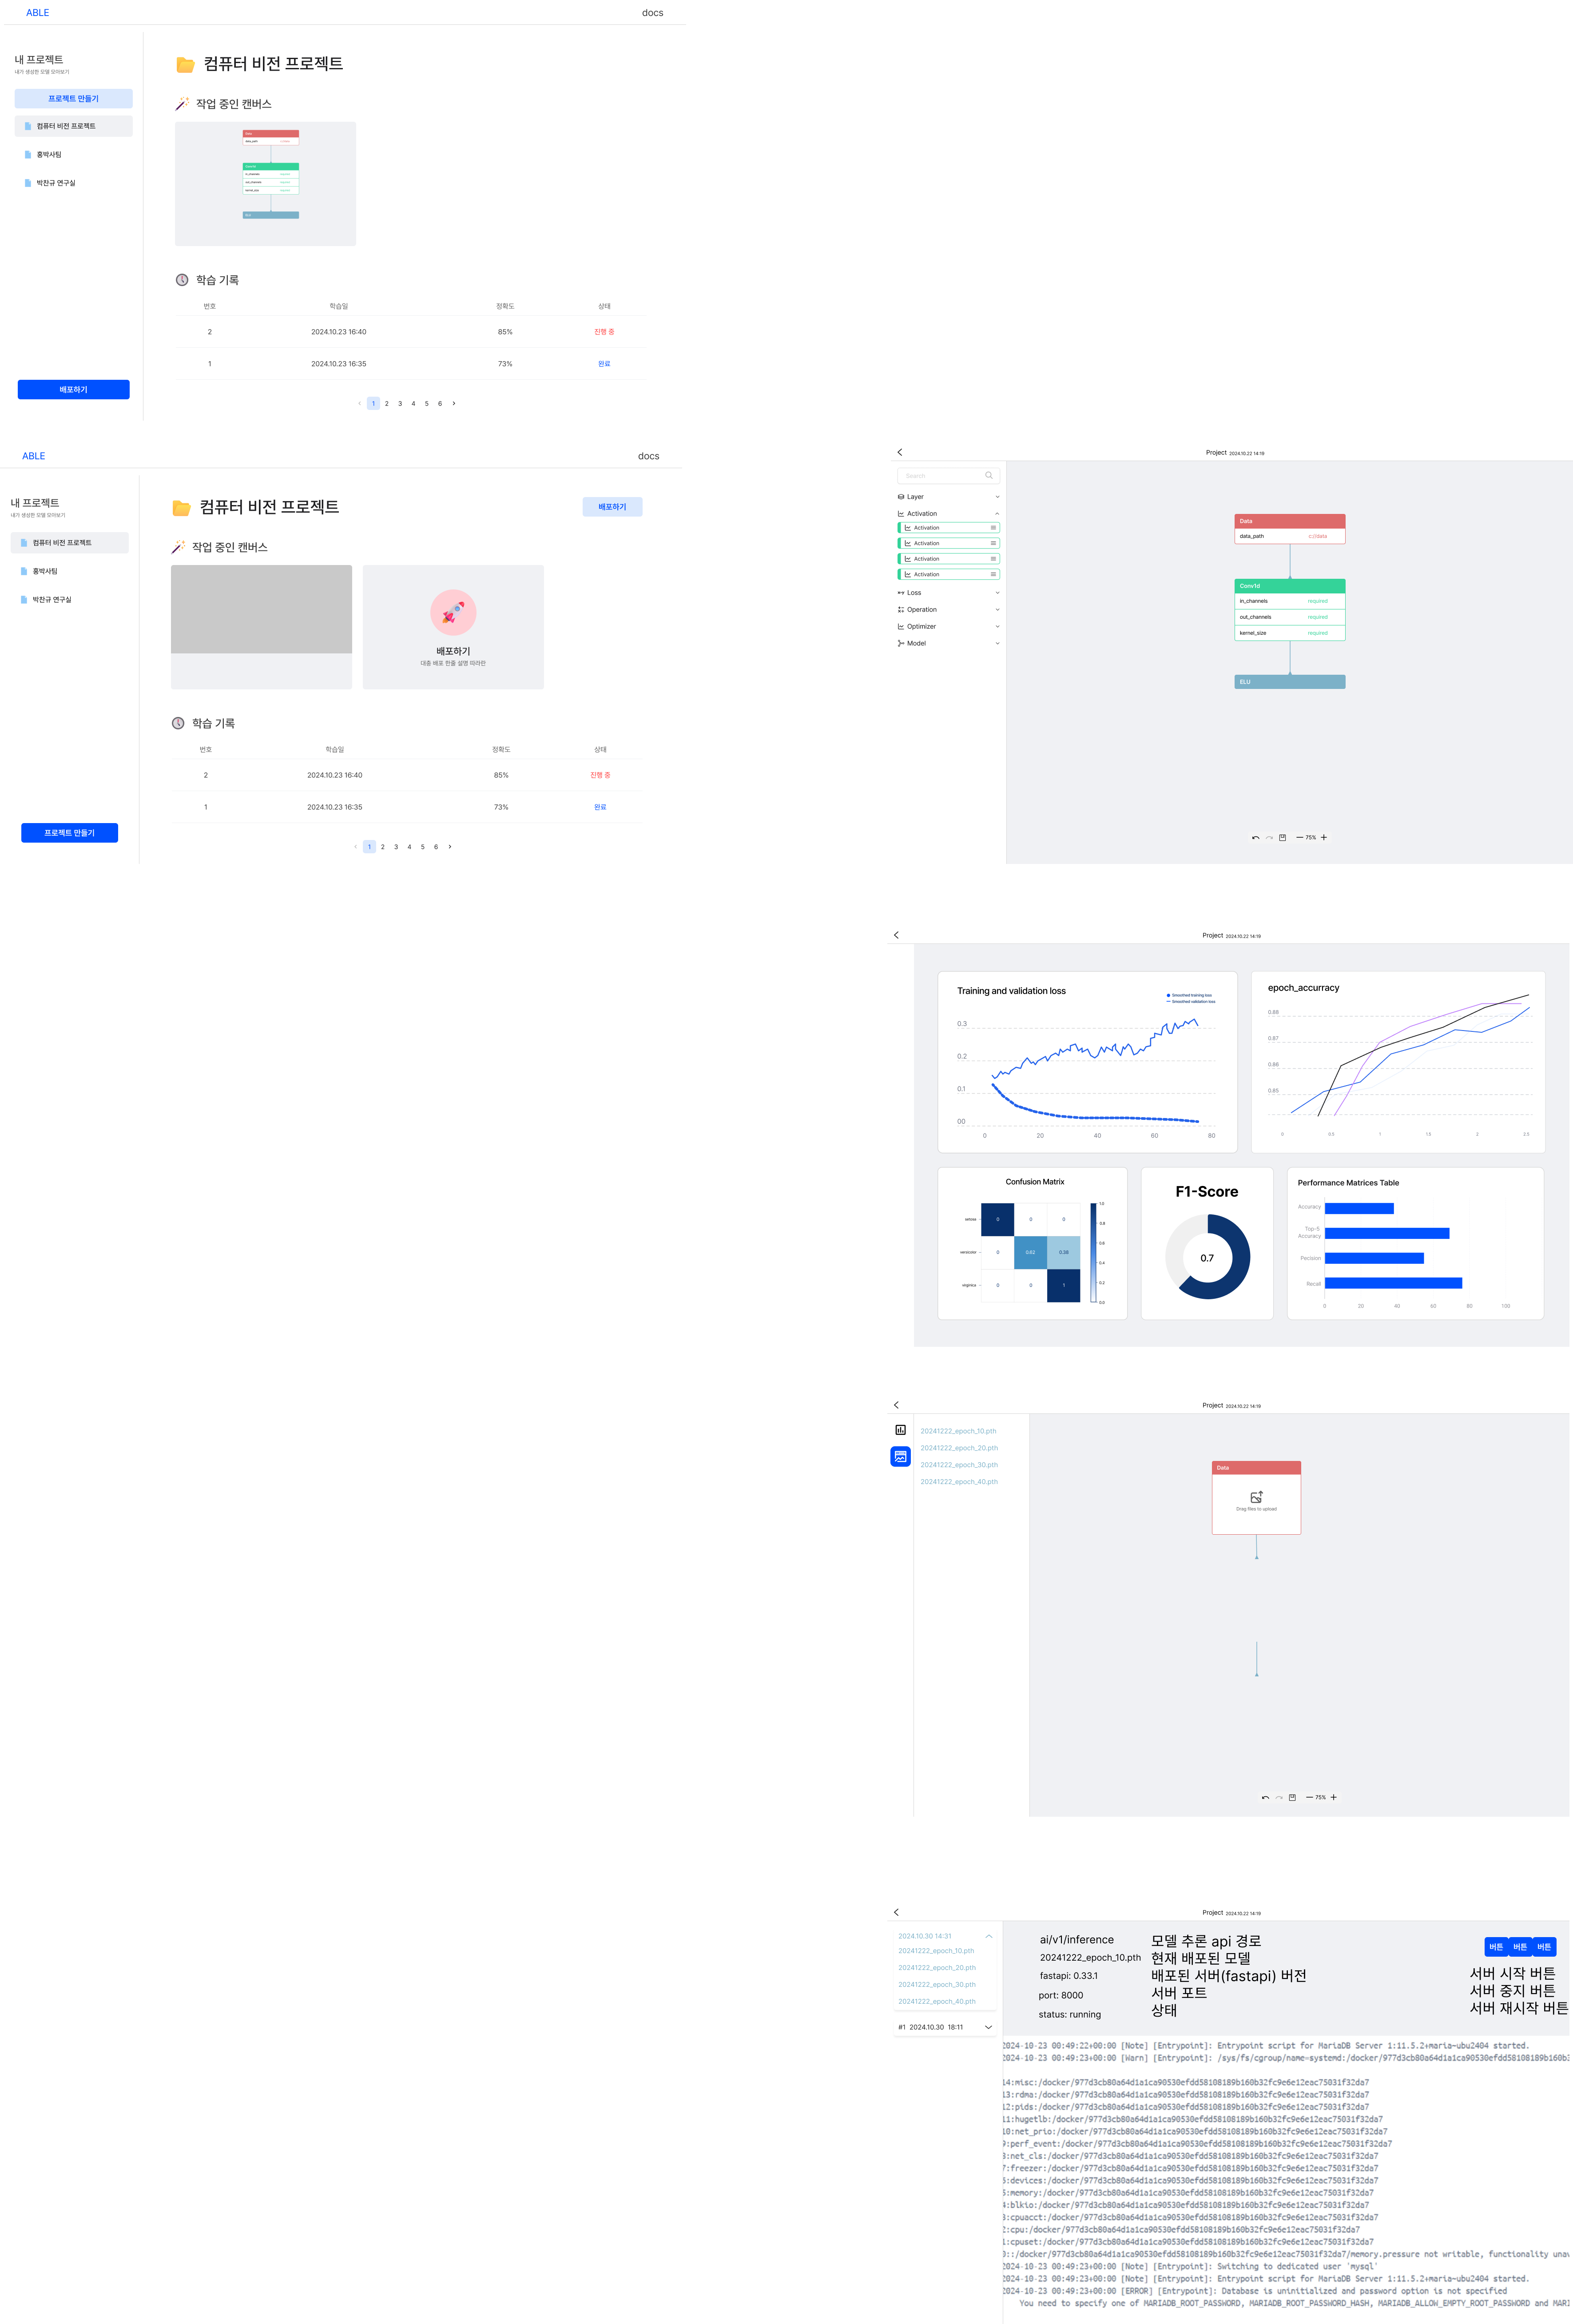 ABLE
docs
내 프로젝트
내가 생성한 모델 모아보기
프로젝트 만들기
컴퓨터 비전 프로젝트
홍박사팀
박찬규 연구실
배포하기
컴퓨터 비전 프로젝트
작업 중인 캔버스
Data
data_path
in_channels required
out_channels required
kernel_size required
ELU
학습 기록
번호 학습일 정확도 상태
2 2024.10.23 16:40 85% 진행 중
1 2024.10.23 16:35 73% 완료
1 2 3 4 5 6
ABLE
docs
내 프로젝트
내가 생성한 모델 모아보기
컴퓨터 비전 프로젝트
홍박사팀
박찬규 연구실
프로젝트 만들기
컴퓨터 비전 프로젝트
배포하기
작업 중인 캔버스
배포하기
대충 배포 한줄 설명 따라란
학습 기록
번호 학습일 정확도 상태
2 2024.10.23 16:40 85% 진행 중
1 2024.10.23 16:35 73% 완료
1 2 3 4 5 6
Project 2024.10.22 14:19
Search
Layer
Activation
Activation
Activation
Activation
Activation
Loss
Operation
Optimizer
Model
Data
data_path c://data
Conv1d
in_channels required
out_channels required
kernel_size required
ELU
75%
Project 2024.10.22 14:19
Training and validation loss
Smoothed training loss
Smoothed validation loss
0.3
0.2
0.1
00
0 20 40 60 80
epoch_accurracy
0.88
0.87
0.86
0.85
0 0.5 1 1.5 2 2.5
Confusion Matrix
setosa 0 0 0
versicolor 0 0.62 0.38
virginica 0 0 1
1.0
0.8
0.6
0.4
0.2
0.0
F1-Score
0.7
Performance Matrices Table
Accuracy
Top-5
Accuracy
Pecision
Recall
0 20 40 60 80 100
Project 2024.10.22 14:19
20241222_epoch_10.pth
20241222_epoch_20.pth
20241222_epoch_30.pth
20241222_epoch_40.pth
Data
Drag files to upload
75%
Project 2024.10.22 14:19
2024.10.30 14:31
20241222_epoch_10.pth
20241222_epoch_20.pth
20241222_epoch_30.pth
20241222_epoch_40.pth
#1 2024.10.30 18:11
ai/v1/inference 모델 추론 api 경로
20241222_epoch_10.pth 현재 배포된 모델
fastapi: 0.33.1 배포된 서버(fastapi) 버전
port: 8000 서버 포트
status: running 상태
버튼 버튼 버튼
서버 시작 버튼
서버 중지 버튼
서버 재시작 버튼
2024-10-23 00:49:22+00:00 [Note] [Entrypoint]: Entrypoint script for MariaDB Server 1:11.5.2+maria~ubu2404 started.
2024-10-23 00:49:23+00:00 [Warn] [Entrypoint]: /sys/fs/cgroup/name=systemd:/docker/977d3cb80a64d1a1ca90530efdd58108189b160b3
14:misc:/docker/977d3cb80a64d1a1ca90530efdd58108189b160b32fc9e6e12eac75031f32da7
13:rdma:/docker/977d3cb80a64d1a1ca90530efdd58108189b160b32fc9e6e12eac75031f32da7
12:pids:/docker/977d3cb80a64d1a1ca90530efdd58108189b160b32fc9e6e12eac75031f32da7
11:hugetlb:/docker/977d3cb80a64d1a1ca90530efdd58108189b160b32fc9e6e12eac75031f32da7
10:net_prio:/docker/977d3cb80a64d1a1ca90530efdd58108189b160b32fc9e6e12eac75031f32da7
9:perf_event:/docker/977d3cb80a64d1a1ca90530efdd58108189b160b32fc9e6e12eac75031f32da7
8:net_cls:/docker/977d3cb80a64d1a1ca90530efdd58108189b160b32fc9e6e12eac75031f32da7
7:freezer:/docker/977d3cb80a64d1a1ca90530efdd58108189b160b32fc9e6e12eac75031f32da7
6:devices:/docker/977d3cb80a64d1a1ca90530efdd58108189b160b32fc9e6e12eac75031f32da7
5:memory:/docker/977d3cb80a64d1a1ca90530efdd58108189b160b32fc9e6e12eac75031f32da7
4:blkio:/docker/977d3cb80a64d1a1ca90530efdd58108189b160b32fc9e6e12eac75031f32da7
3:cpuacct:/docker/977d3cb80a64d1a1ca90530efdd58108189b160b32fc9e6e12eac75031f32da7
2:cpu:/docker/977d3cb80a64d1a1ca90530efdd58108189b160b32fc9e6e12eac75031f32da7
1:cpuset:/docker/977d3cb80a64d1a1ca90530efdd58108189b160b32fc9e6e12eac75031f32da7
0::/docker/977d3cb80a64d1a1ca90530efdd58108189b160b32fc9e6e12eac75031f32da7/memory.pressure not writable, functionality unav
2024-10-23 00:49:23+00:00 [Note] [Entrypoint]: Switching to dedicated user 'mysql'
2024-10-23 00:49:23+00:00 [Note] [Entrypoint]: Entrypoint script for MariaDB Server 1:11.5.2+maria~ubu2404 started.
2024-10-23 00:49:23+00:00 [ERROR] [Entrypoint]: Database is uninitialized and password option is not specified
You need to specify one of MARIADB_ROOT_PASSWORD, MARIADB_ROOT_PASSWORD_HASH, MARIADB_ALLOW_EMPTY_ROOT_PASSWORD and MARI